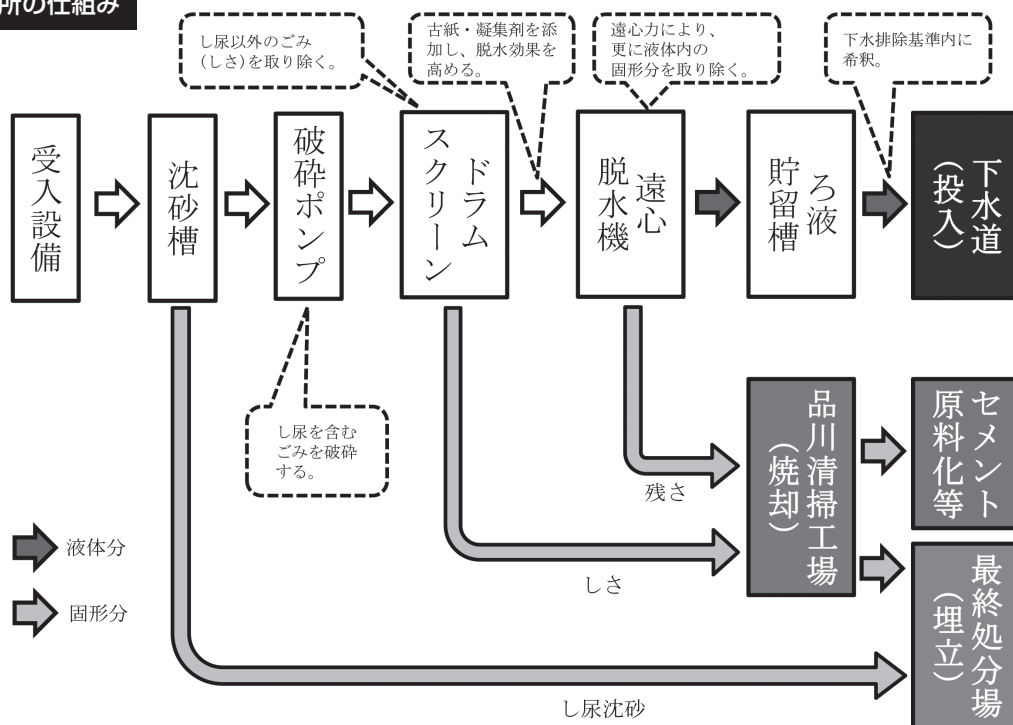 所の仕組み
し尿以外のごみ
(しさ)を取り除く。
古紙・凝集剤を添
加し、脱水効果を
高める。
遠心力により、
更に液体内の
固形分を取り除く。
下水排除基準内に
希釈。
受入設備
沈砂槽
破砕ポンプ
ドラム
スクリーン
遠心
脱水機
ろ液
貯留槽
下水道
(投入)
し尿を含む
ごみを破砕
する。
品川清掃工場
(焼却)
セメント
原料化等
残さ
しさ
最終処分場
(埋立)
し尿沈砂
液体分
固形分